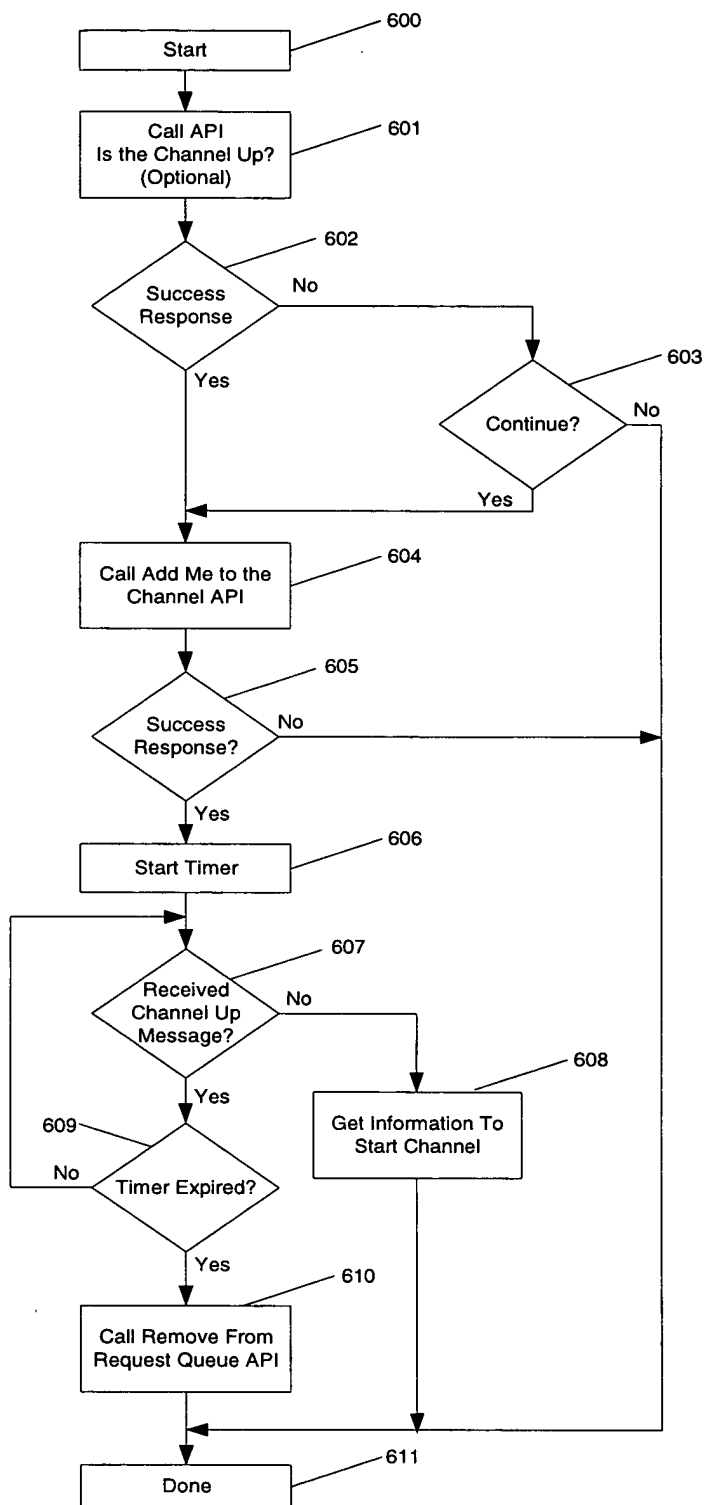 600
Start
601
Call API
Is the Channel Up?
(Optional)
602
No
Success
Response
603
Yes
No
Continue?
Yes
604
Call Add Me to the
Channel API
605
No
Success
Response?
Yes
606
Start Timer
607
No
Received
Channel Up
Message?
608
Yes
Get Information To
Start Channel
609
No
Timer Expired?
Yes
610
Call Remove From
Request Queue API
611
Done